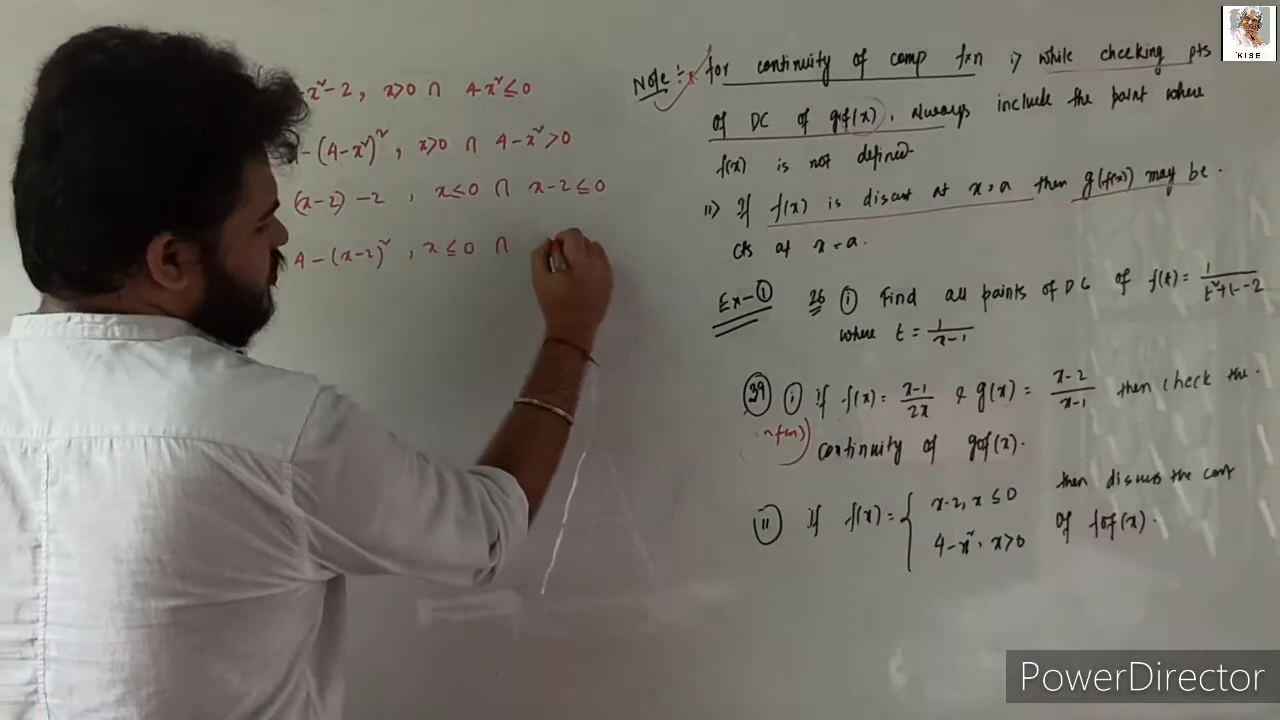 -x²-2, x>0 ∩ 4-x²≤0
-(4-x²)², x>0 ∩ 4-x²>0
(x-2)-2, x≤0 ∩ x-2≤0
4-(x-2)², x≤0 ∩
Note:- for continuity of comp fxn i) while checking pts
of DC of gof(x), always include the point where
f(x) is not defined
ii) If f(x) is discont at x=a then g(f(x)) may be.
cts at x=a.
Ex-① 26 ① Find all points of DC of f(t)= 1/(t²+t-2)
where t= 1/(x-1)
39 (i) if f(x)= (x-1)/2x & g(x)= (x-2)/(x-1) then check the.
continuity of gof(x).
(ii) if f(x)= { x-2, x≤0 then discuss the cont
4-x², x>0 of fof(x).
KISE
PowerDirector